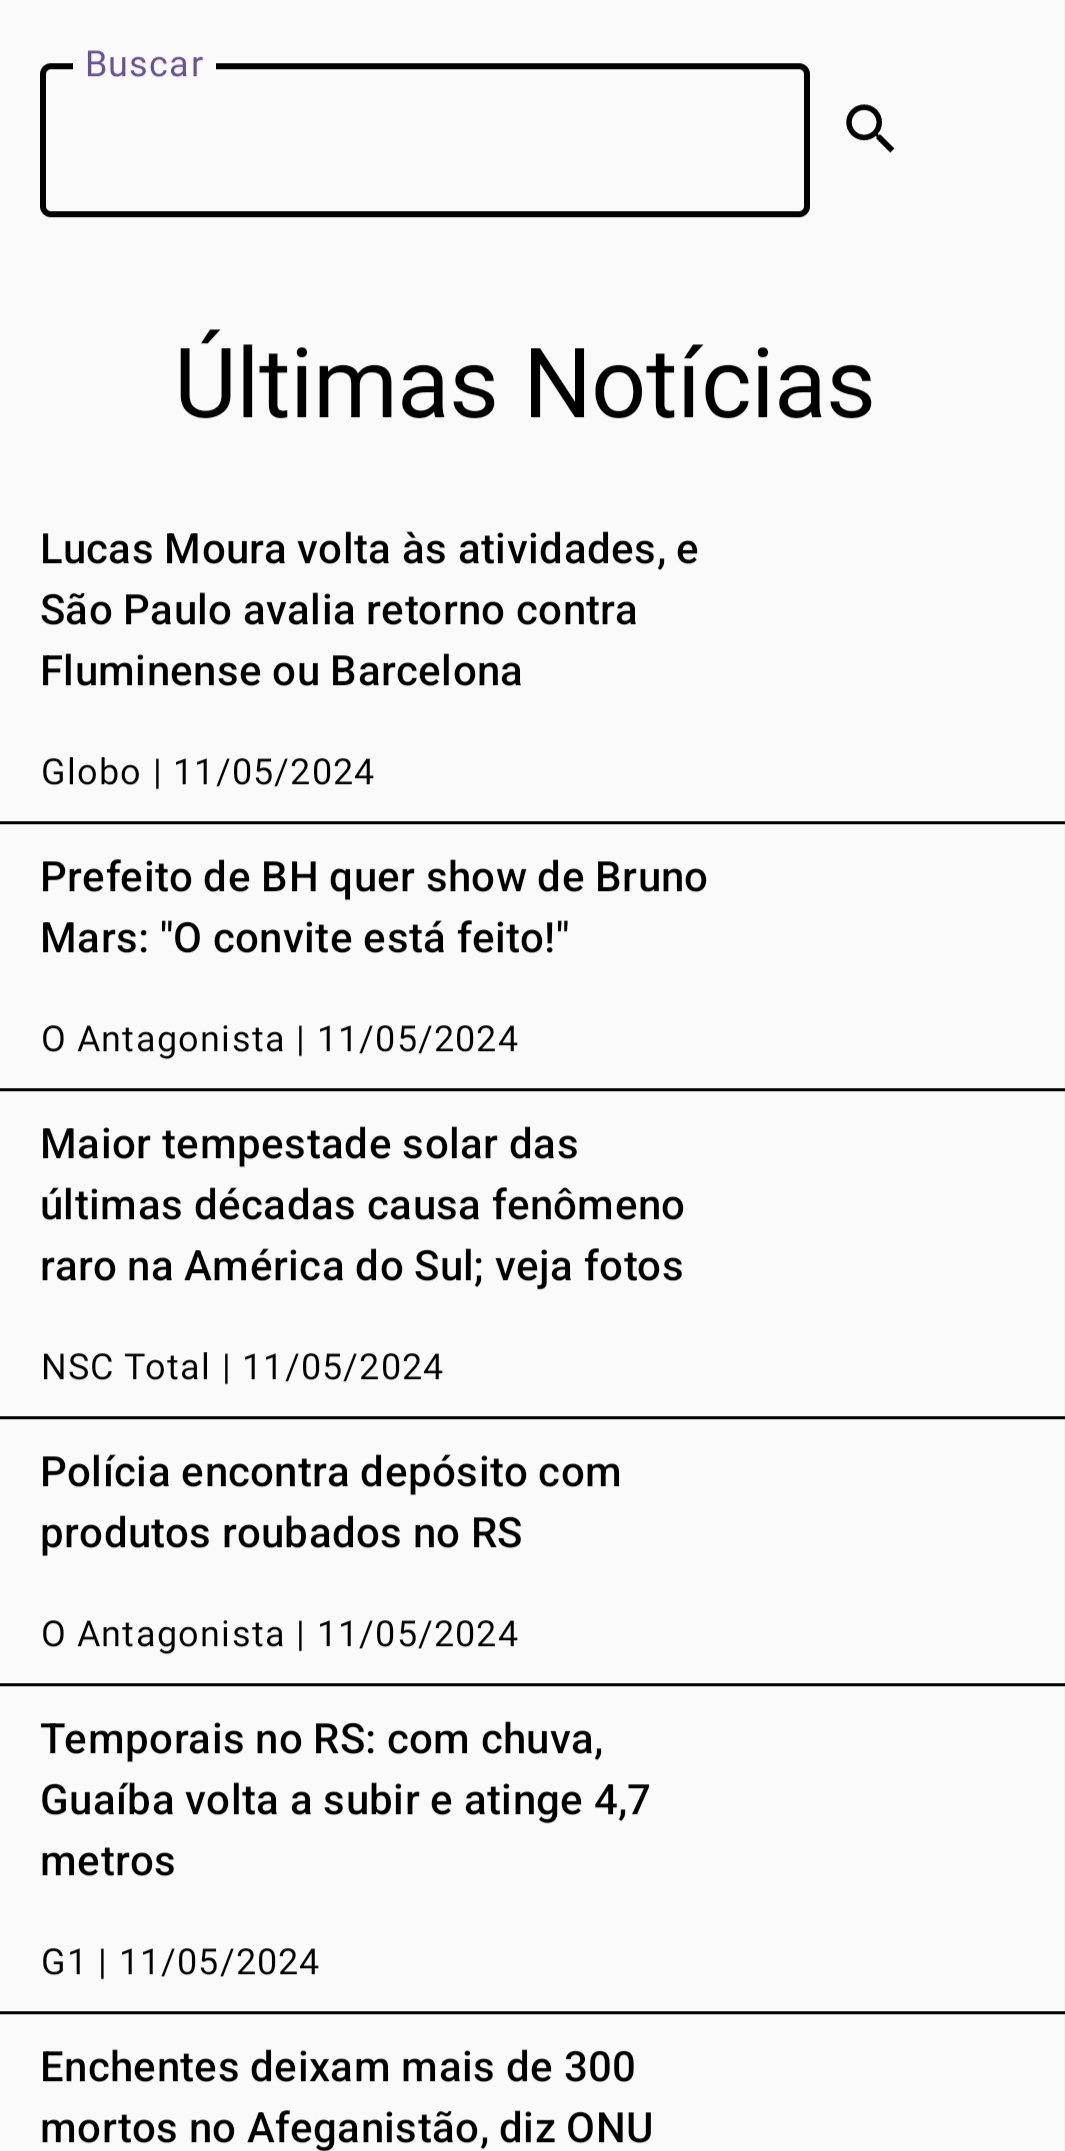 Buscar
Últimas Notícias
Lucas Moura volta às atividades, e
São Paulo avalia retorno contra
Fluminense ou Barcelona
Globo | 11/05/2024
Prefeito de BH quer show de Bruno
Mars: "O convite está feito!"
O Antagonista | 11/05/2024
Maior tempestade solar das
últimas décadas causa fenômeno
raro na América do Sul; veja fotos
NSC Total | 11/05/2024
Polícia encontra depósito com
produtos roubados no RS
O Antagonista | 11/05/2024
Temporais no RS: com chuva,
Guaíba volta a subir e atinge 4,7
metros
G1 | 11/05/2024
Enchentes deixam mais de 300
mortos no Afeganistão, diz ONU